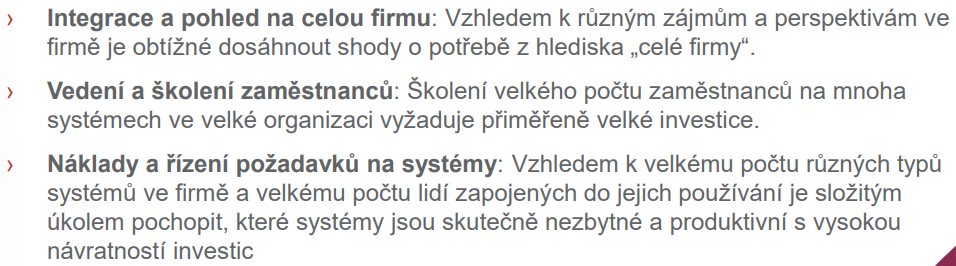 › Integrace a pohled na celou firmu: Vzhledem k různým zájmům a perspektivám ve
firmě je obtížné dosáhnout shody o potřebě z hlediska „celé firmy“.
› Vedení a školení zaměstnanců: Školení velkého počtu zaměstnanců na mnoha
systémech ve velké organizaci vyžaduje přiměřeně velké investice.
› Náklady a řízení požadavků na systémy: Vzhledem k velkému počtu různých typů
systémů ve firmě a velkému počtu lidí zapojených do jejich používání je složitým
úkolem pochopit, které systémy jsou skutečně nezbytné a produktivní s vysokou
návratností investic